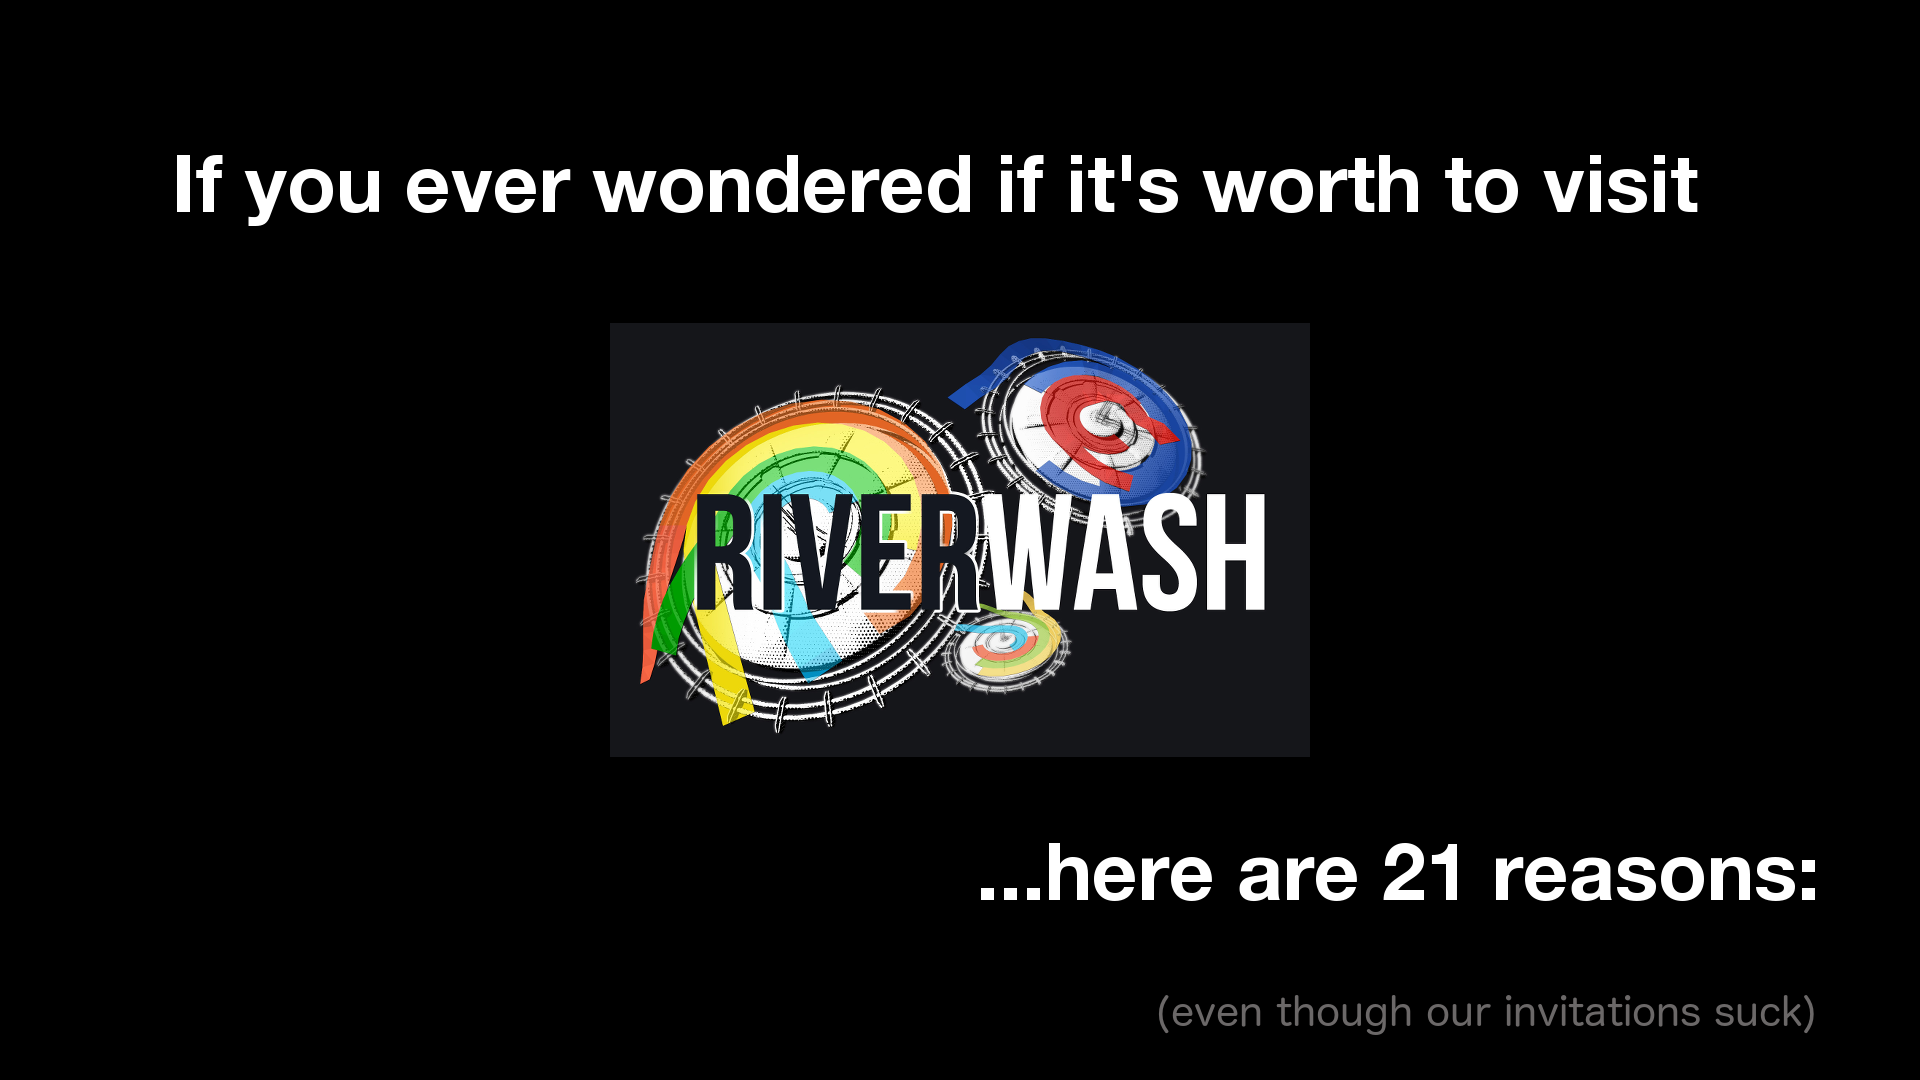 If you ever wondered if it's worth to visit
RIVERWASH
...here are 21 reasons:
(even though our invitations suck)